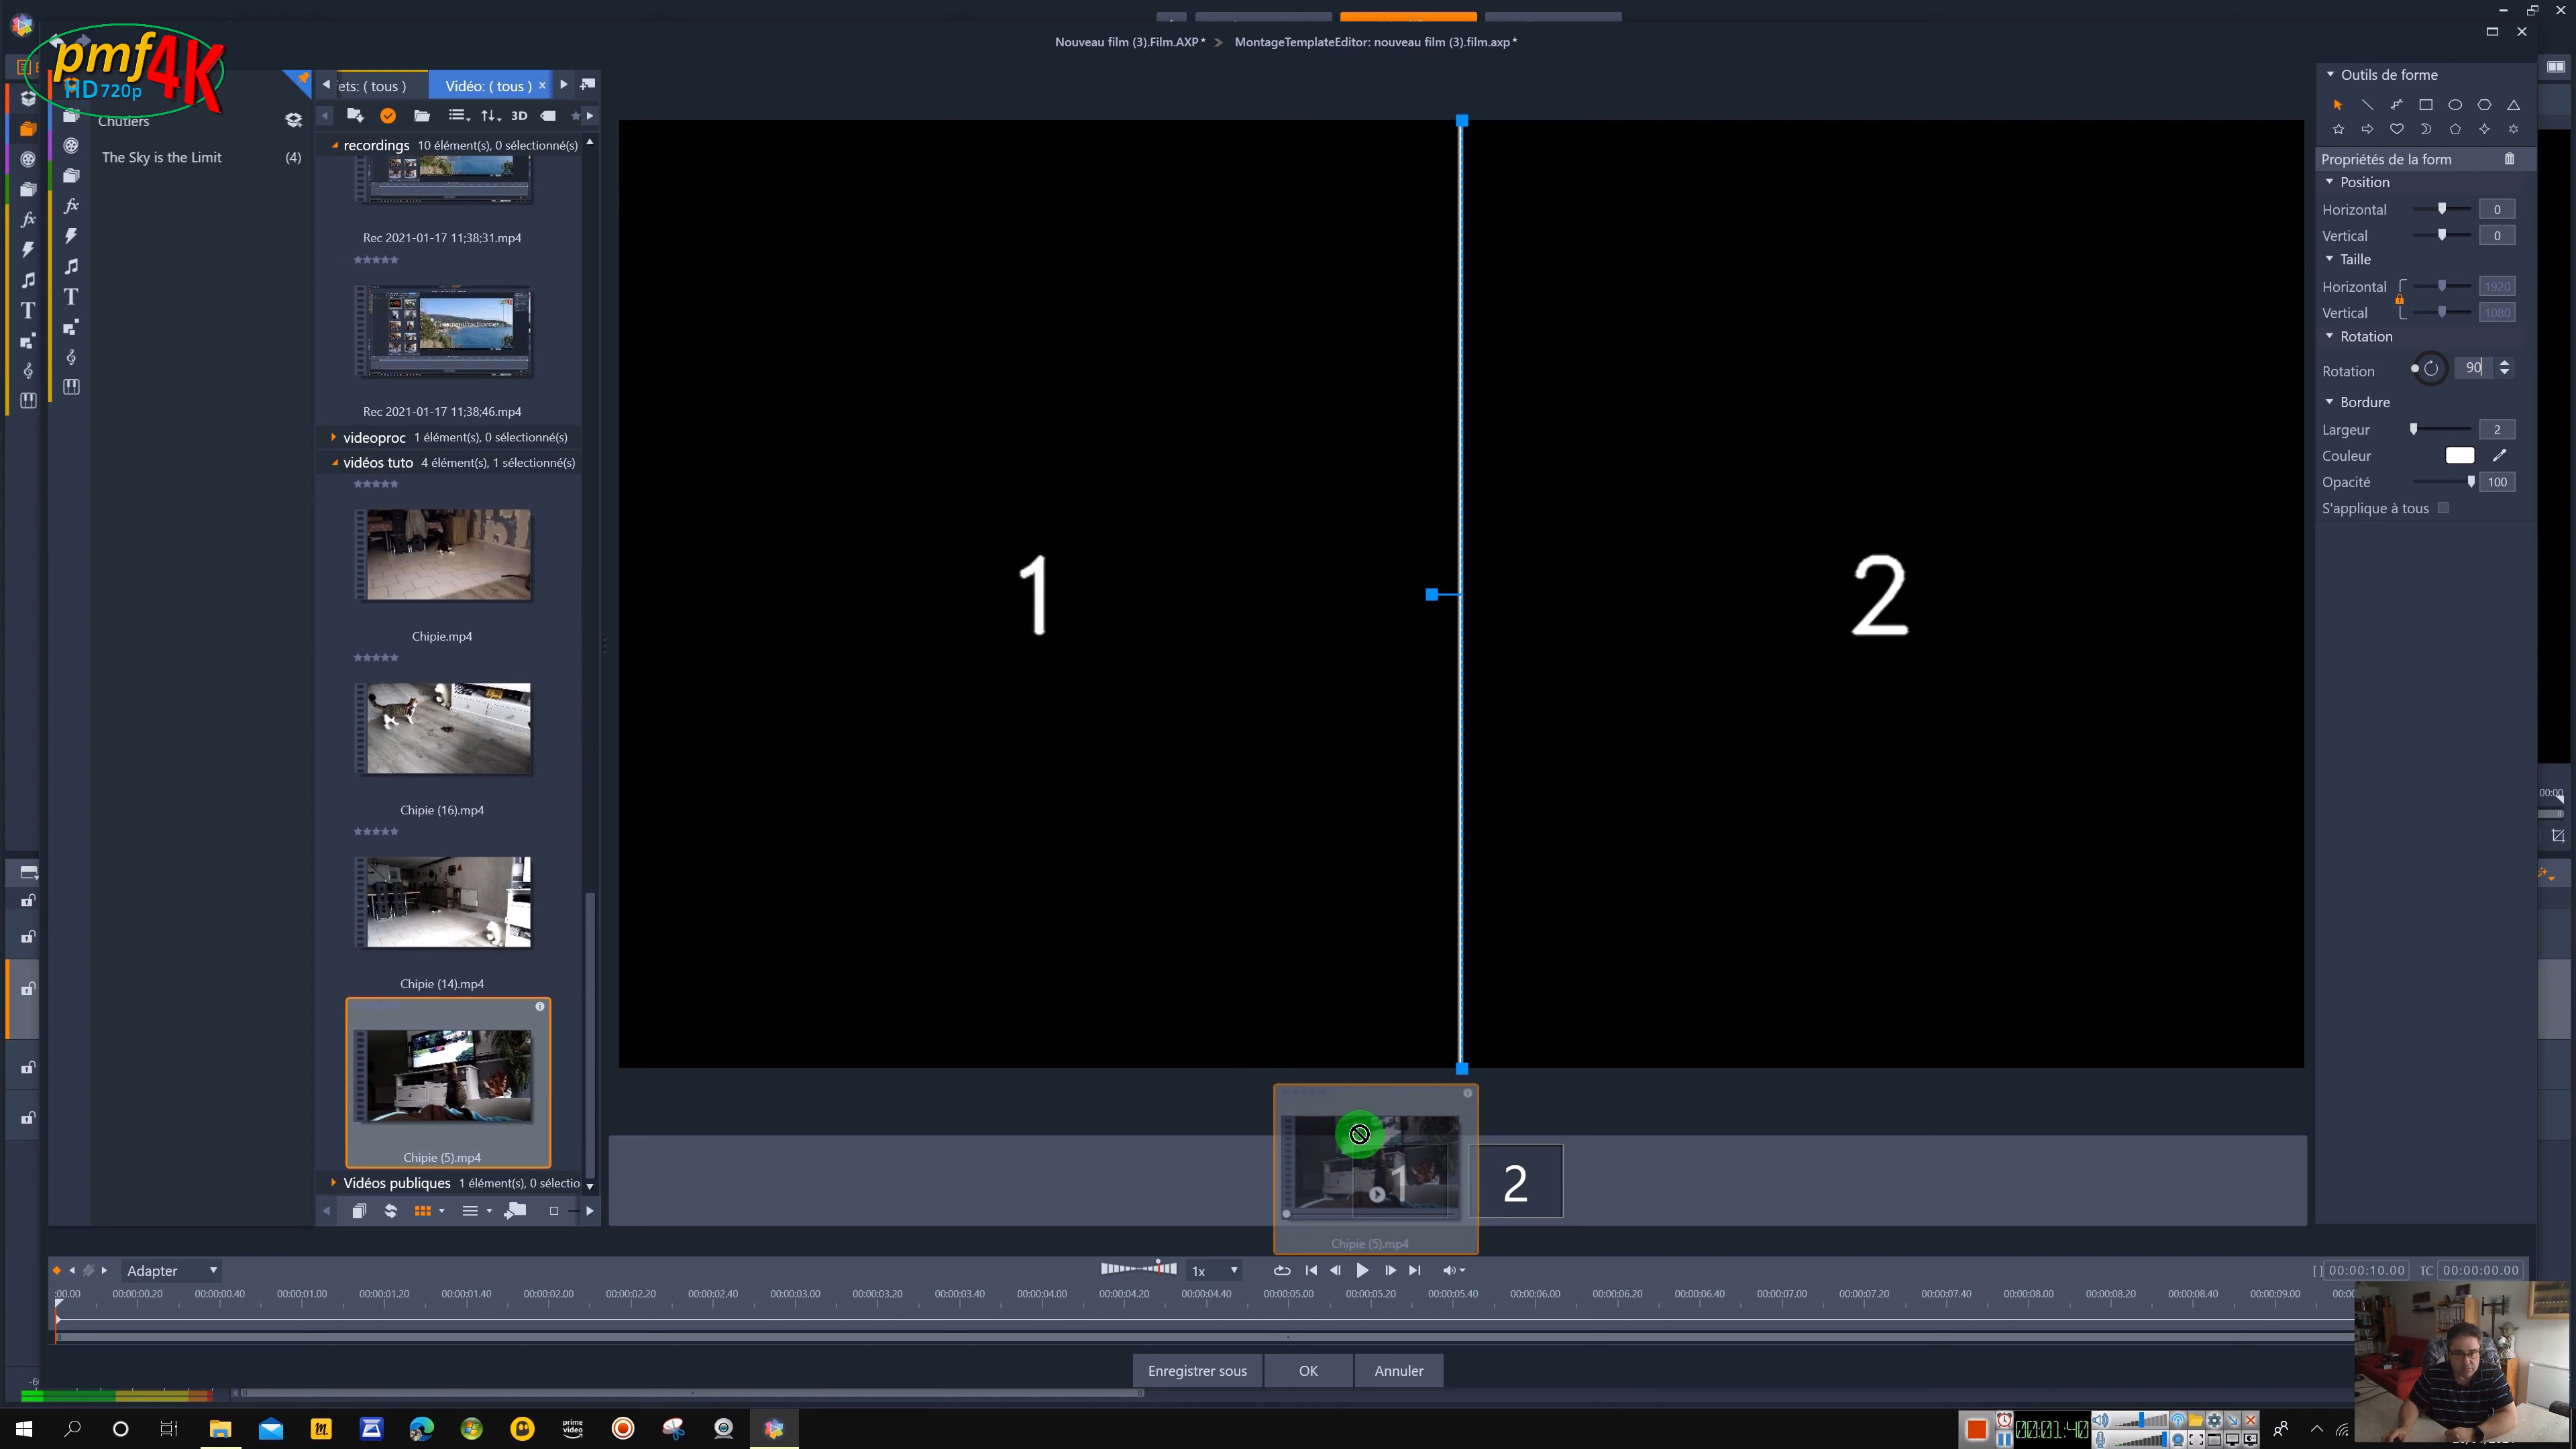 pmf4K
HD720p
Nouveau film (3).Film.AXP*
MontageTemplateEditor: nouveau film (3).film.axp*
Chutiers
The Sky is the Limit (4)
ets: ( tous )
Vidéo: ( tous ) ×
3D
recordings 10 élément(s), 0 sélectionné(s)
Rec 2021-01-17 11;38;31.mp4
Rec 2021-01-17 11;38;46.mp4
videoproc 1 élément(s), 0 sélectionné(s)
vidéos tuto 4 élément(s), 1 sélectionné(s)
Chipie.mp4
Chipie (16).mp4
Chipie (14).mp4
Chipie (5).mp4
Vidéos publiques 1 élément(s), 0 sélectio
1
2
1
2
Chipie (5).mp4
Outils de forme
Propriétés de la form
Position
Horizontal 0
Vertical 0
Taille
Horizontal 1920
Vertical 1080
Rotation
Rotation 90
Bordure
Largeur 2
Couleur
Opacité 100
S'applique à tous
00:00
Adapter
1x
[ ] 00:00:10.00 TC 00:00:00.00
:00.00 00:00:00.20 00:00:00.40 00:00:01.00 00:00:01.20 00:00:01.40 00:00:02.00 00:00:02.20 00:00:02.40 00:00:03.00 00:00:03.20 00:00:03.40 00:00:04.00 00:00:04.20 00:00:04.40 00:00:05.00 00:00:05.20 00:00:05.40 00:00:06.00 00:00:06.20 00:00:06.40 00:00:07.00 00:00:07.20 00:00:07.40 00:00:08.00 00:00:08.20 00:00:08.40 00:00:09.00 00:00
Enregistrer sous
OK
Annuler
-6
prime video
00:01:40